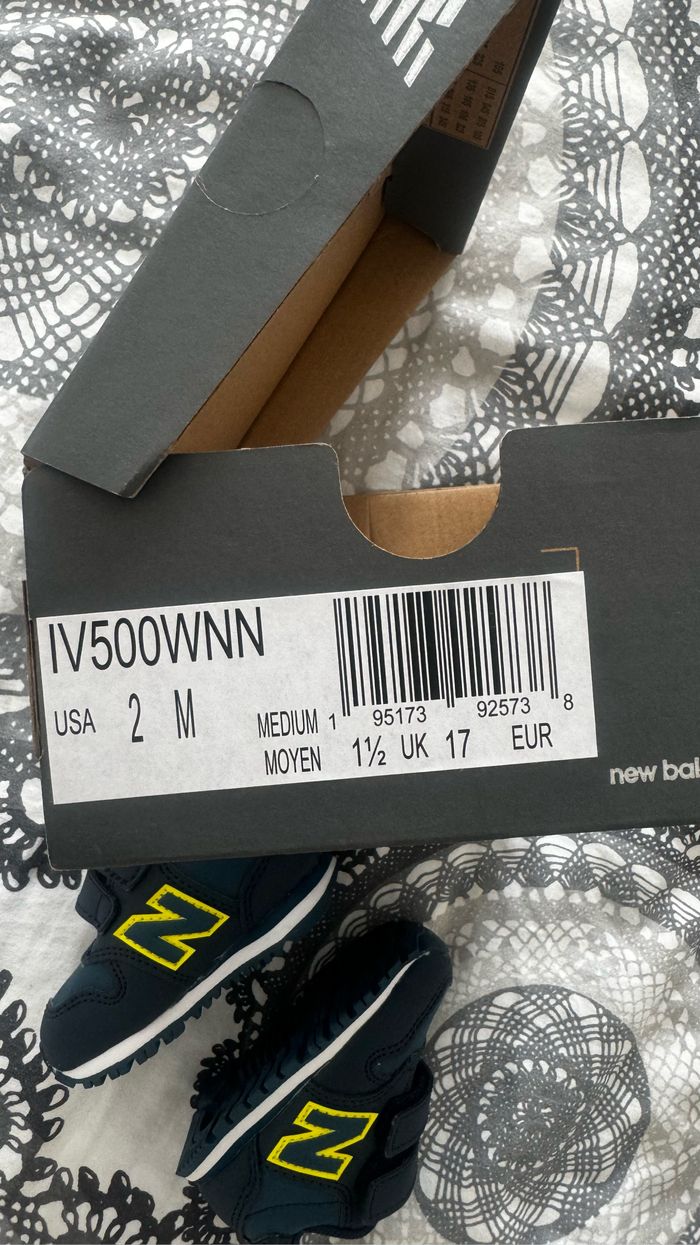 IV500WNN
USA 2 M
MEDIUM
MOYEN
1 95173 92573 8
1½ UK 17 EUR
new bal
N
N